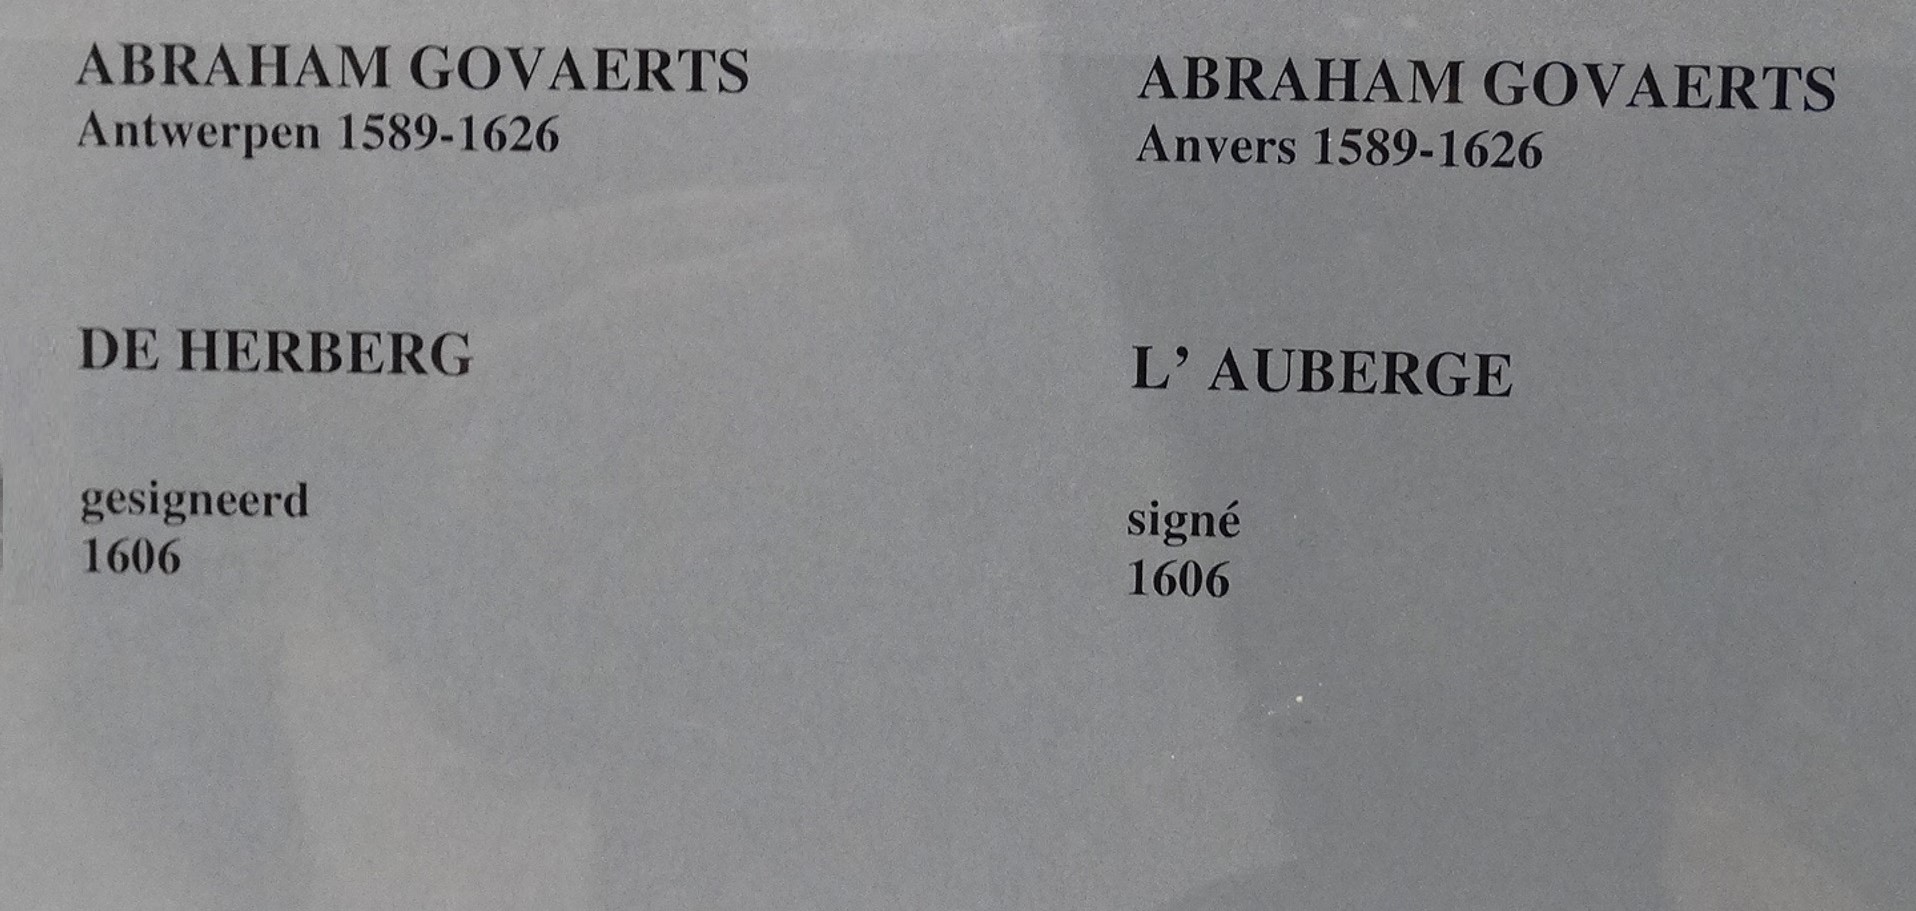 ABRAHAM GOVAERTS
Antwerpen 1589-1626
DE HERBERG
gesigneerd
1606
ABRAHAM GOVAERTS
Anvers 1589-1626
L’ AUBERGE
signé
1606